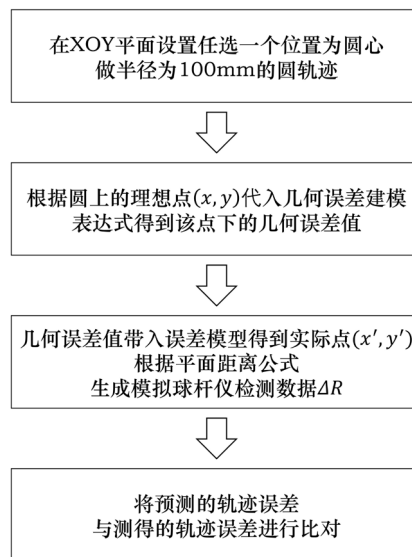 在XOY平面设置任选一个位置为圆心
做半径为100mm的圆轨迹
根据圆上的理想点(x, y)代入几何误差建模
表达式得到该点下的几何误差值
几何误差值带入误差模型得到实际点(x′, y′)
根据平面距离公式
生成模拟球杆仪检测数据ΔR
将预测的轨迹误差
与测得的轨迹误差进行比对